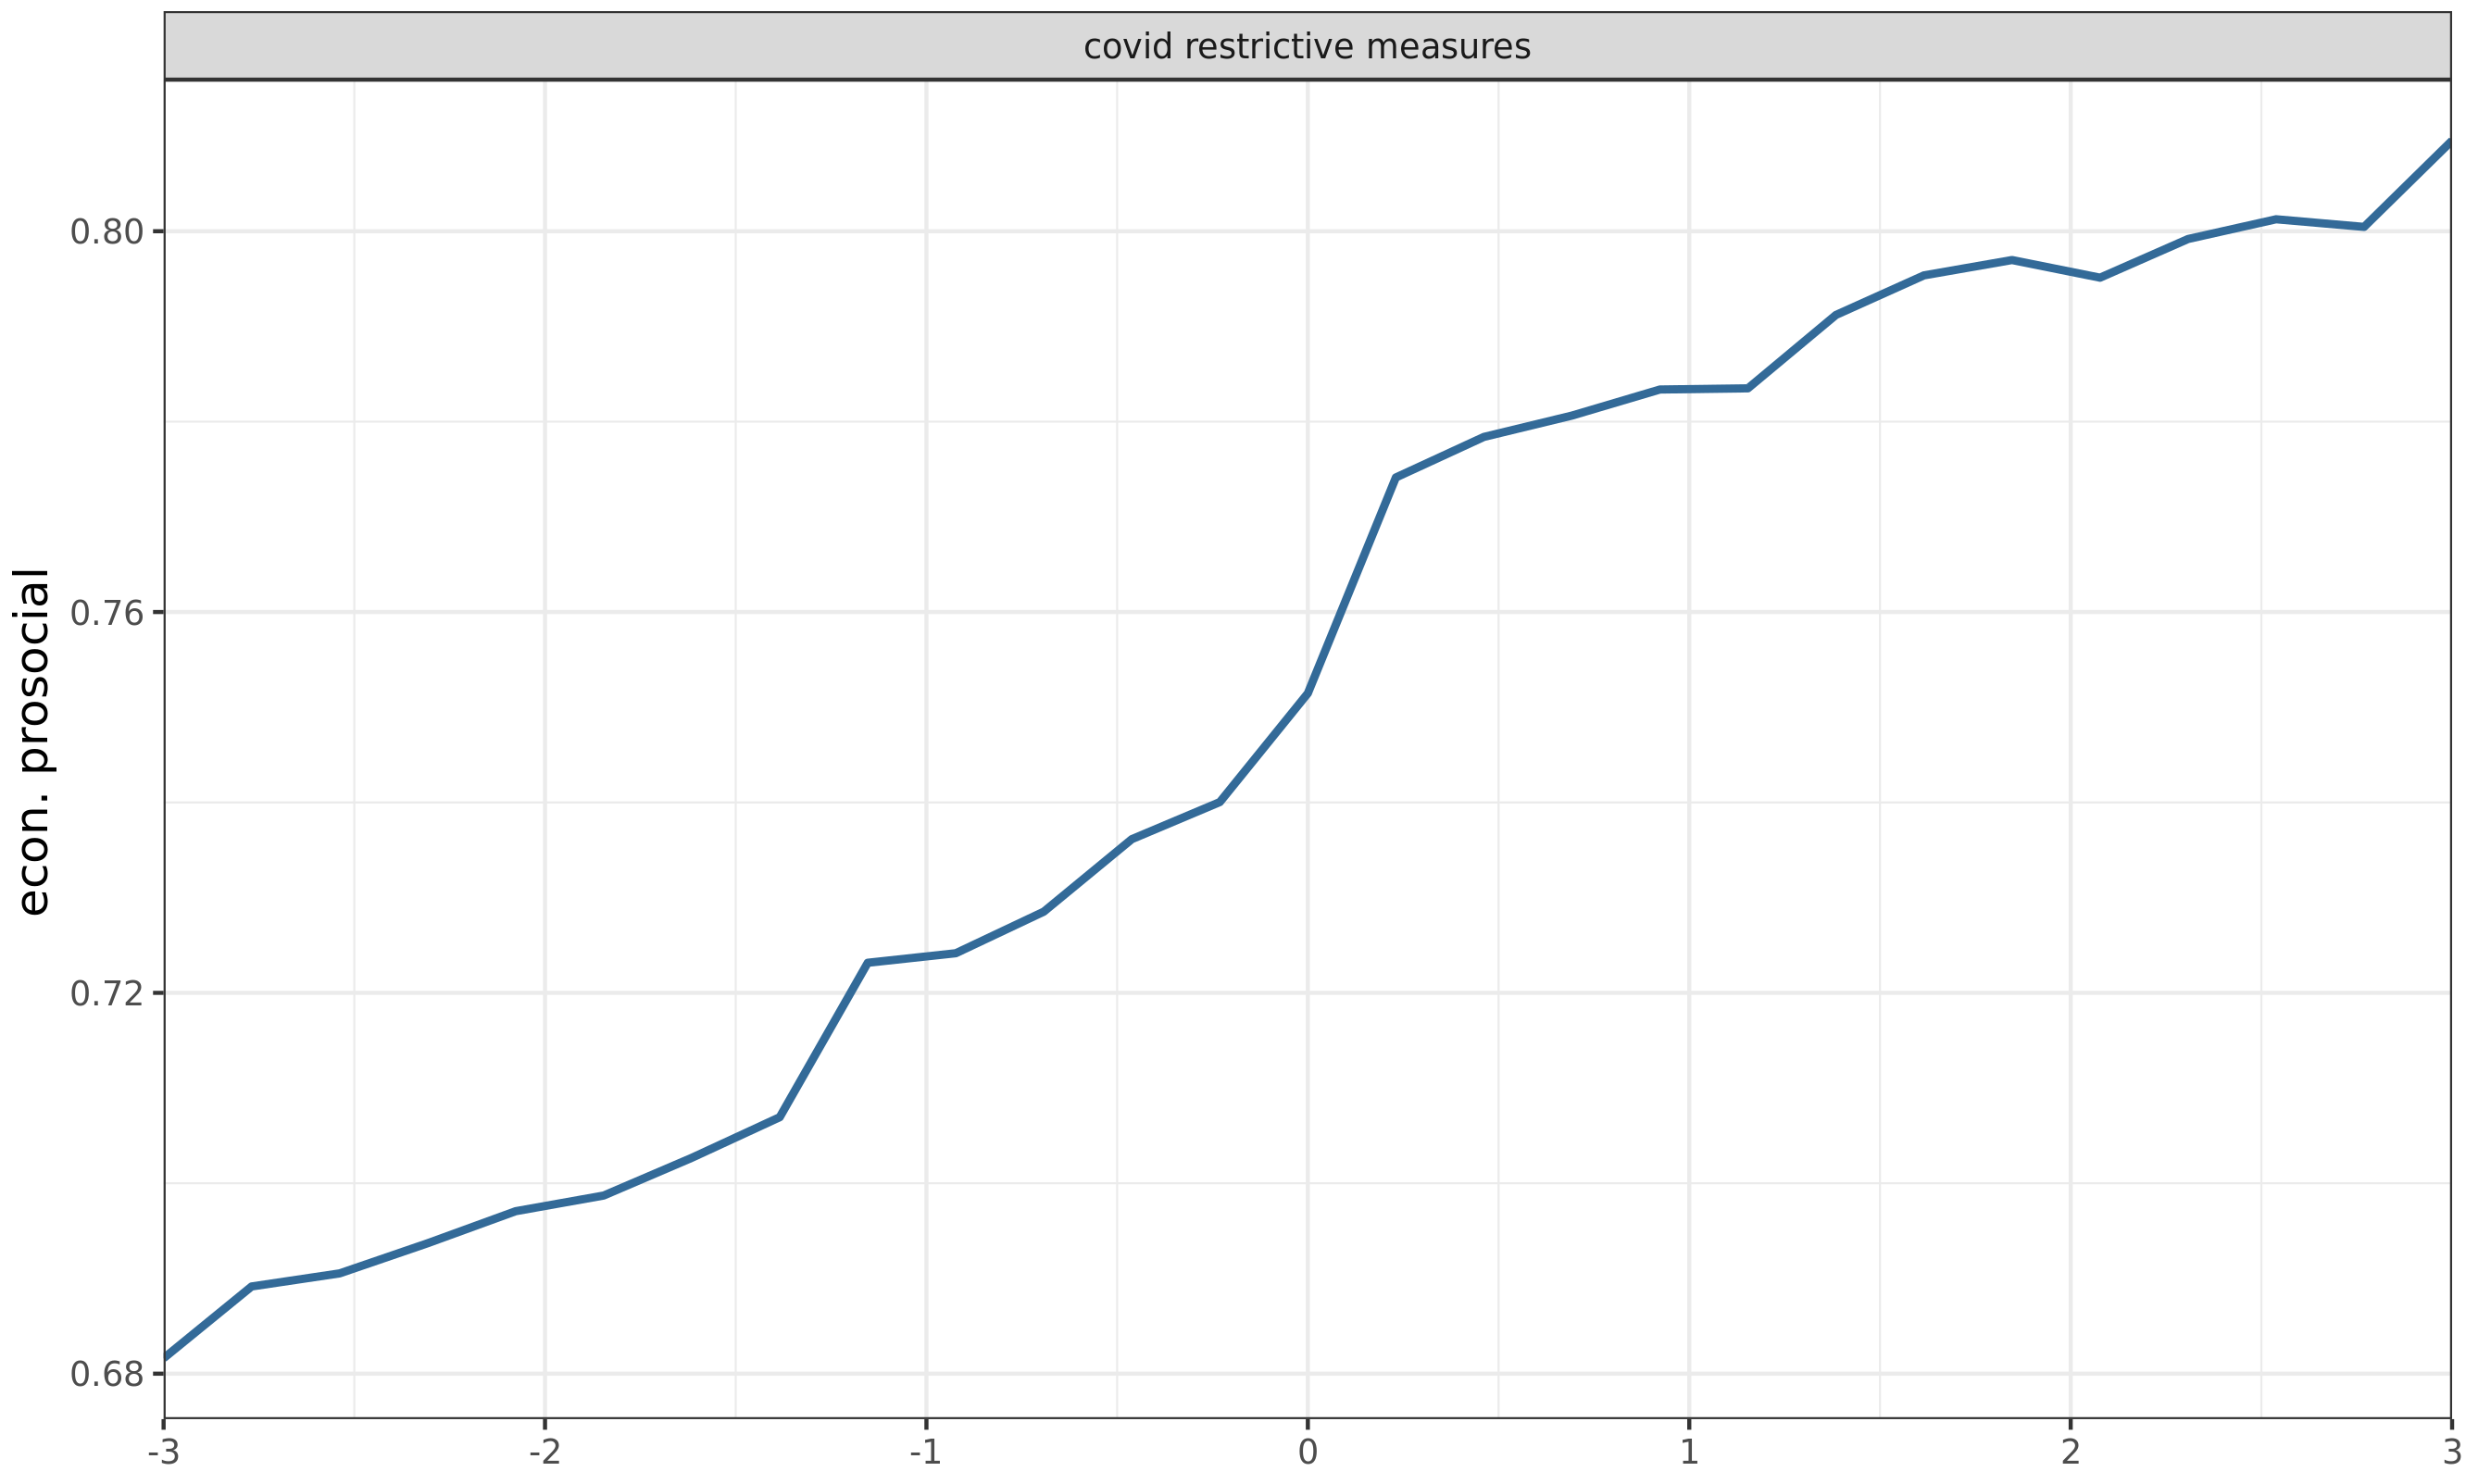 covid restrictive measures
econ. prosocial
0.80
0.76
0.72
0.68
-3 -2 -1 0 1 2 3